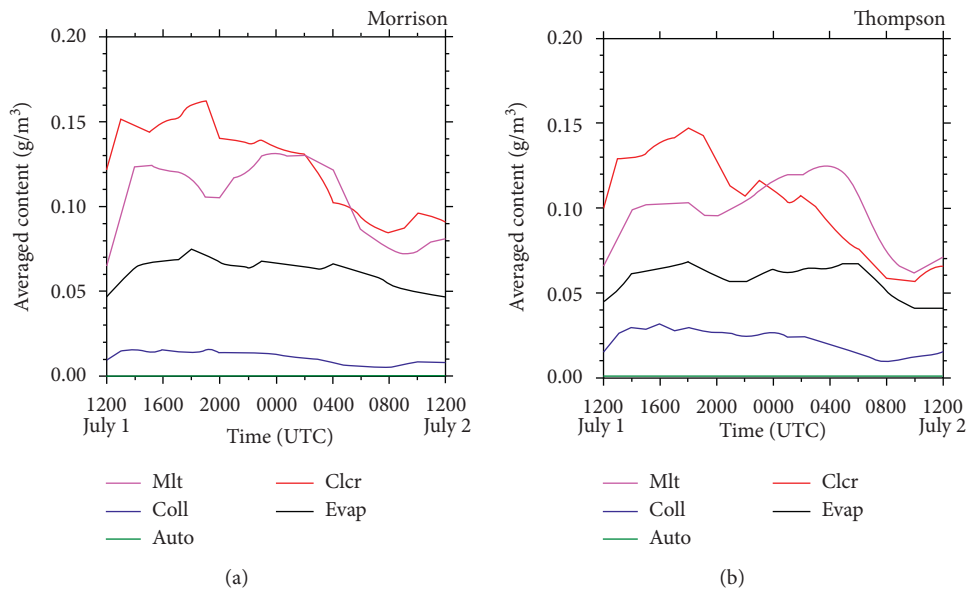 Morrison
Averaged content (g/m³)
0.20
0.15
0.10
0.05
0.00
1200 1600 2000 0000 0400 0800 1200
July 1 July 2
Time (UTC)
Mlt Clcr
Coll Evap
Auto
(a)
Thompson
Averaged content (g/m³)
0.20
0.15
0.10
0.05
0.00
1200 1600 2000 0000 0400 0800 1200
July 1 July 2
Time (UTC)
Mlt Clcr
Coll Evap
Auto
(b)